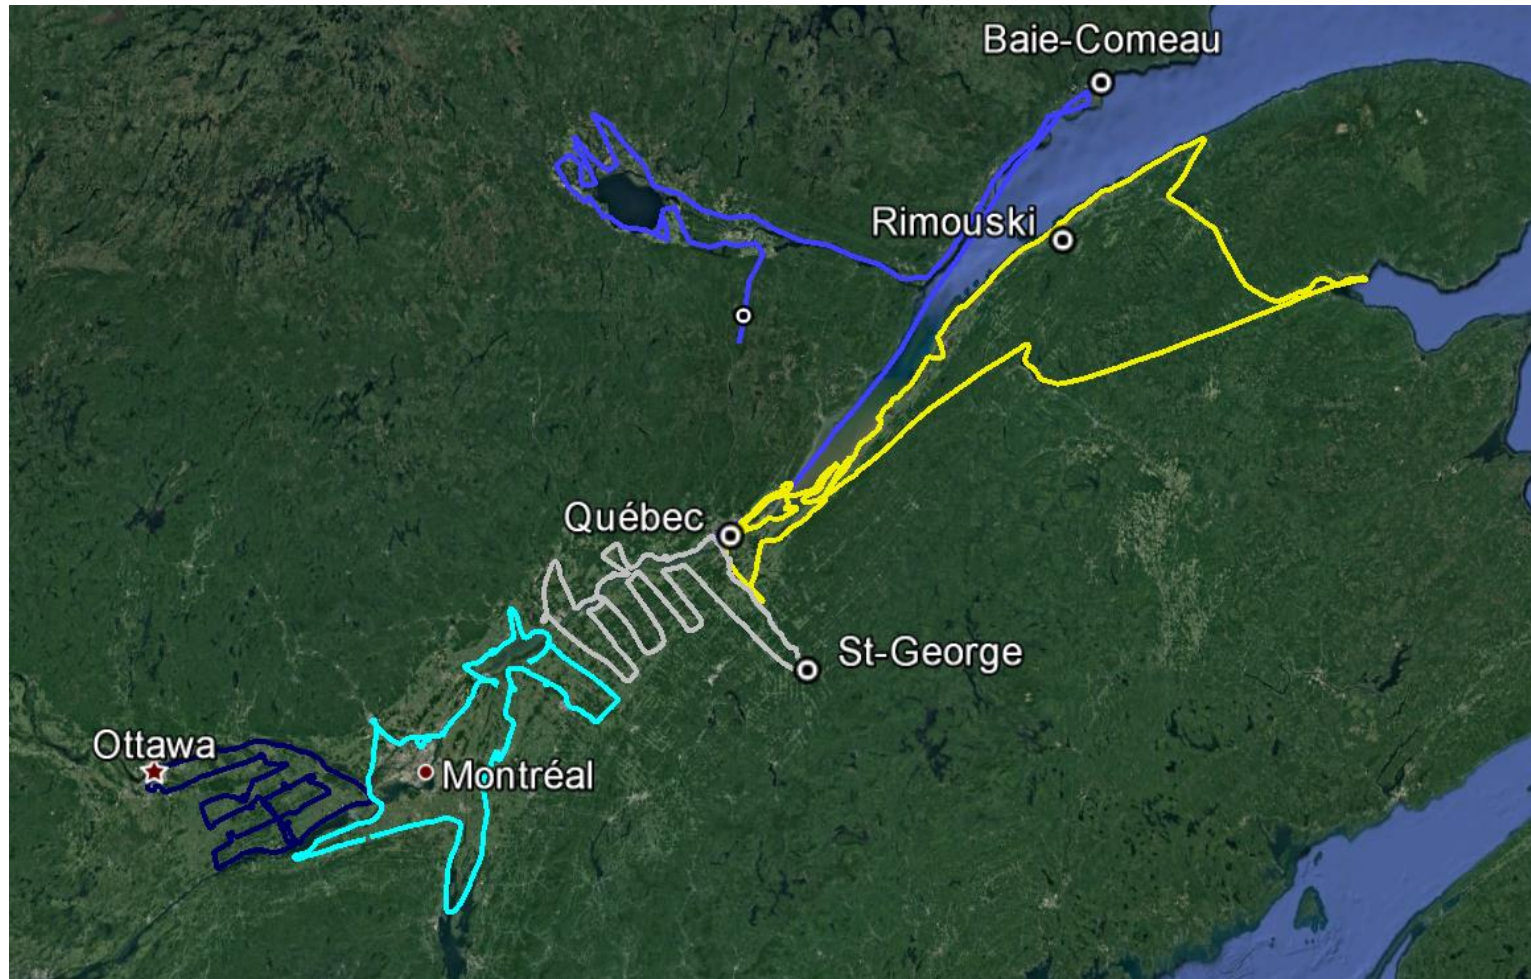 Baie-Comeau
Rimouski
Québec
St-George
Ottawa
Montréal